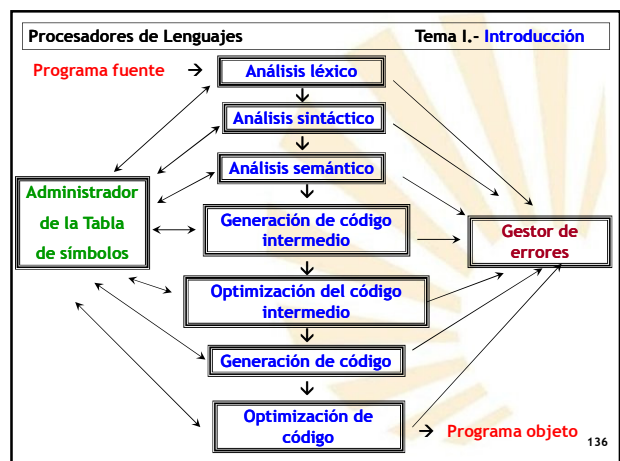 Procesadores de Lenguajes Tema I.- Introducción
Programa fuente → Análisis léxico
Análisis sintáctico
Análisis semántico
Administrador
de la Tabla
de símbolos
Generación de código
intermedio
Gestor de
errores
Optimización del código
intermedio
Generación de código
Optimización de
código
→ Programa objeto
136